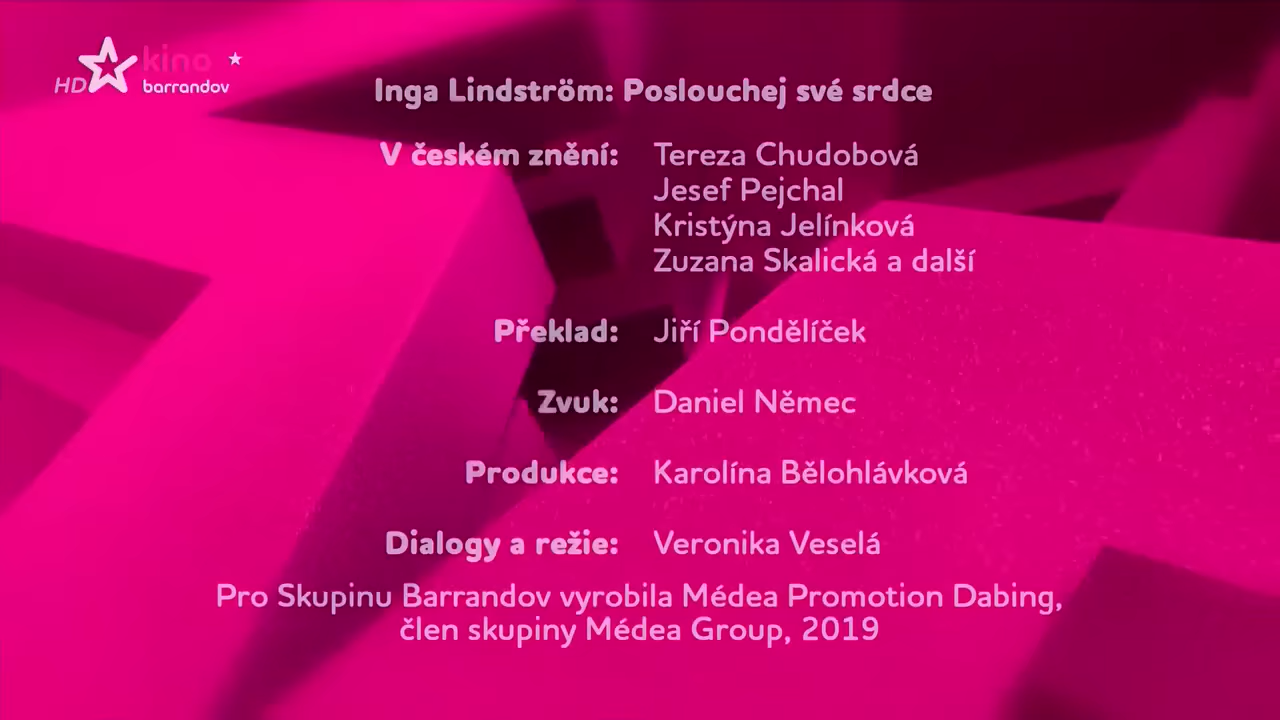 HD kino
barrandov
Inga Lindström: Poslouchej své srdce
V českém znění: Tereza Chudobová
Jesef Pejchal
Kristýna Jelínková
Zuzana Skalická a další
Překlad: Jiří Pondělíček
Zvuk: Daniel Němec
Produkce: Karolína Bělohlávková
Dialogy a režie: Veronika Veselá
Pro Skupinu Barrandov vyrobila Médea Promotion Dabing,
člen skupiny Médea Group, 2019